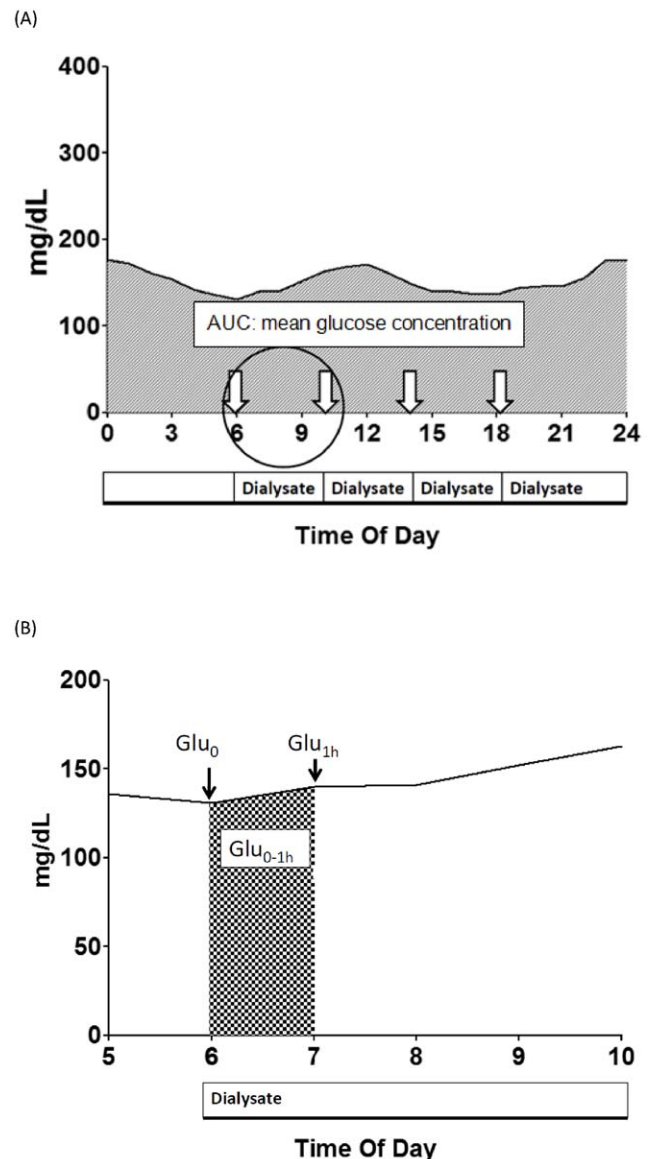 (A)
400
300
200
100
0
mg/dL
AUC: mean glucose concentration
0 3 6 9 12 15 18 21 24
Dialysate Dialysate Dialysate Dialysate
Time Of Day
(B)
200
150
100
50
0
mg/dL
Glu0
Glu1h
Glu0-1h
5 6 7 8 9 10
Dialysate
Time Of Day